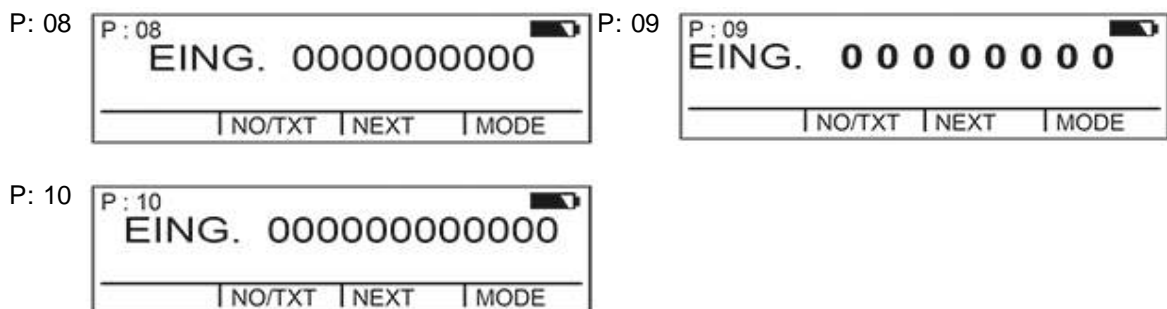 P: 08
P : 08
EING. 0000000000
NO/TXT NEXT MODE
P: 09
P : 09
EING. 0 0 0 0 0 0 0 0
NO/TXT NEXT MODE
P: 10
P : 10
EING. 000000000000
NO/TXT NEXT MODE